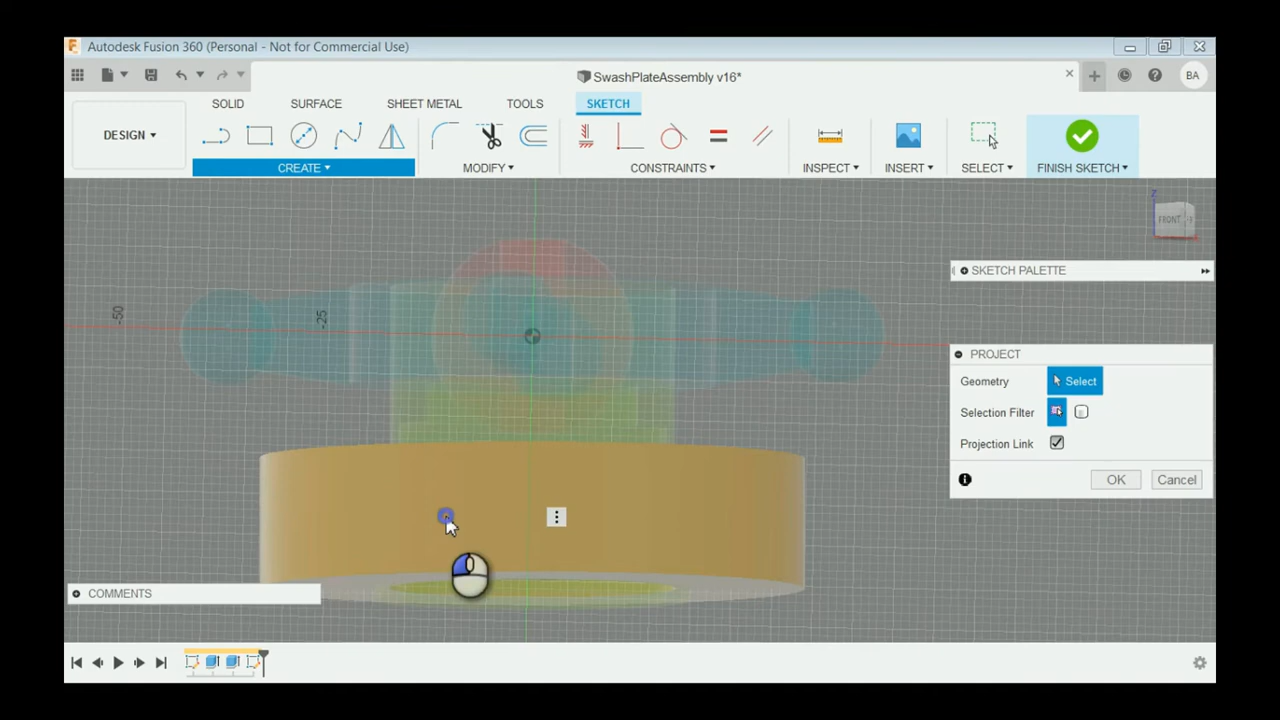 Autodesk Fusion 360 (Personal - Not for Commercial Use)
SwashPlateAssembly v16*
BA
SOLID SURFACE SHEET METAL TOOLS SKETCH
DESIGN
CREATE MODIFY CONSTRAINTS INSPECT INSERT SELECT FINISH SKETCH
Z
FRONT
SKETCH PALETTE
-50
-25
PROJECT
Geometry Select
Selection Filter
Projection Link
OK Cancel
COMMENTS